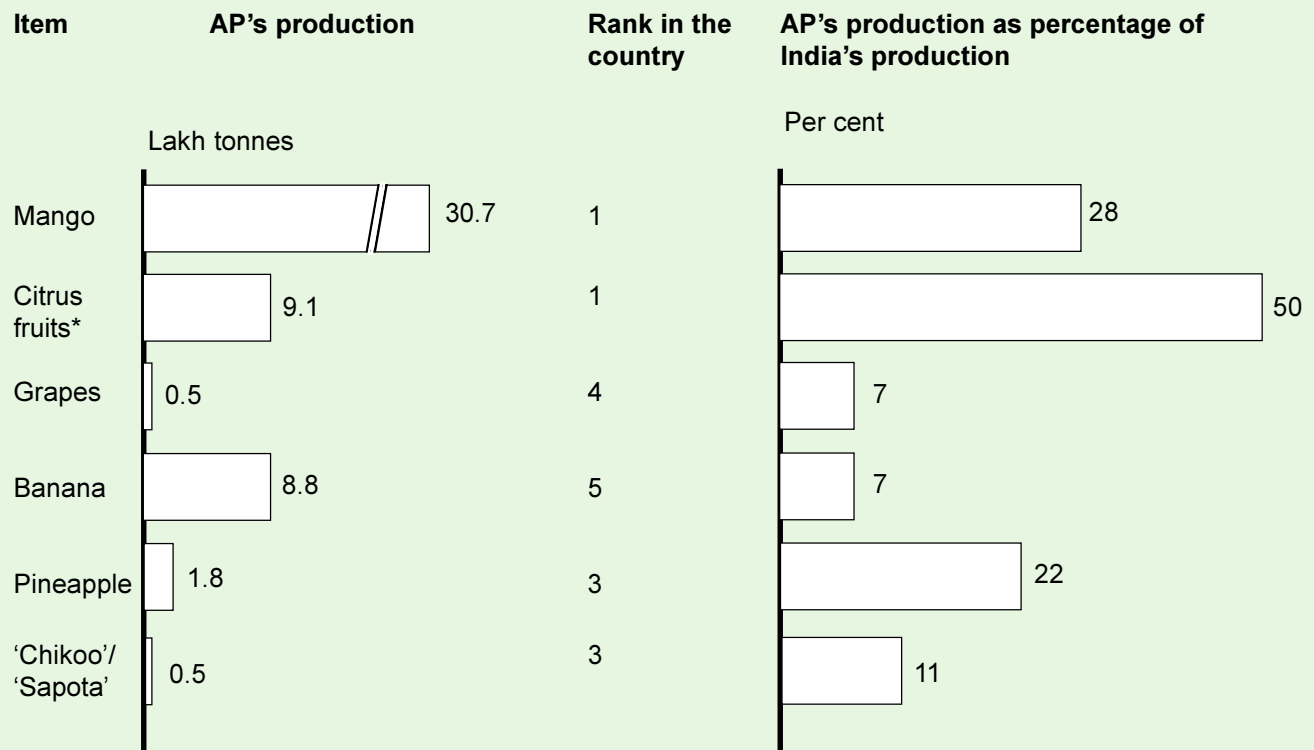 Item AP’s production Rank in the AP’s production as percentage of
country India’s production
Lakh tonnes Per cent
Mango 30.7 1 28
Citrus
fruits* 9.1 1 50
Grapes 0.5 4 7
Banana 8.8 5 7
Pineapple 1.8 3 22
‘Chikoo’/
‘Sapota’ 0.5 3 11